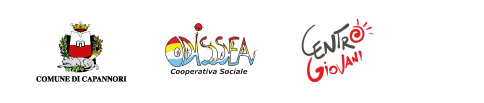 COMUNE DI CAPANNORI
ODISSEA
Cooperativa Sociale
CENTRO
GIOVANI